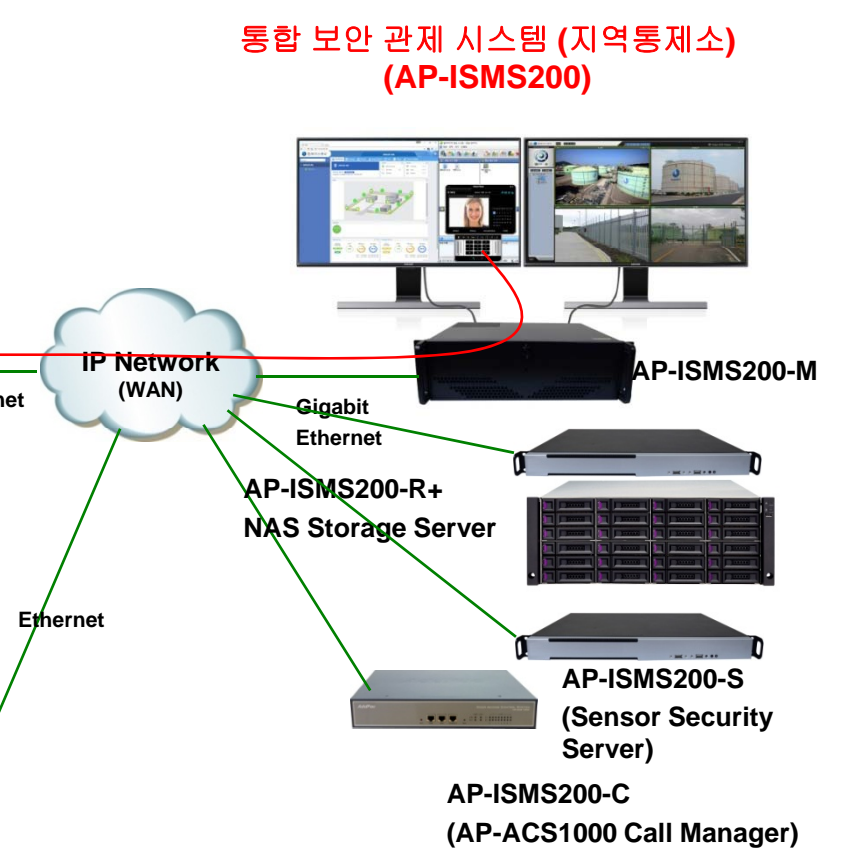 통합 보안 관제 시스템 (지역통제소)
(AP-ISMS200)
IP Network
(WAN)
AP-ISMS200-M
net
Gigabit
Ethernet
AP-ISMS200-R+
NAS Storage Server
Ethernet
AP-ISMS200-S
(Sensor Security
Server)
AP-ISMS200-C
(AP-ACS1000 Call Manager)